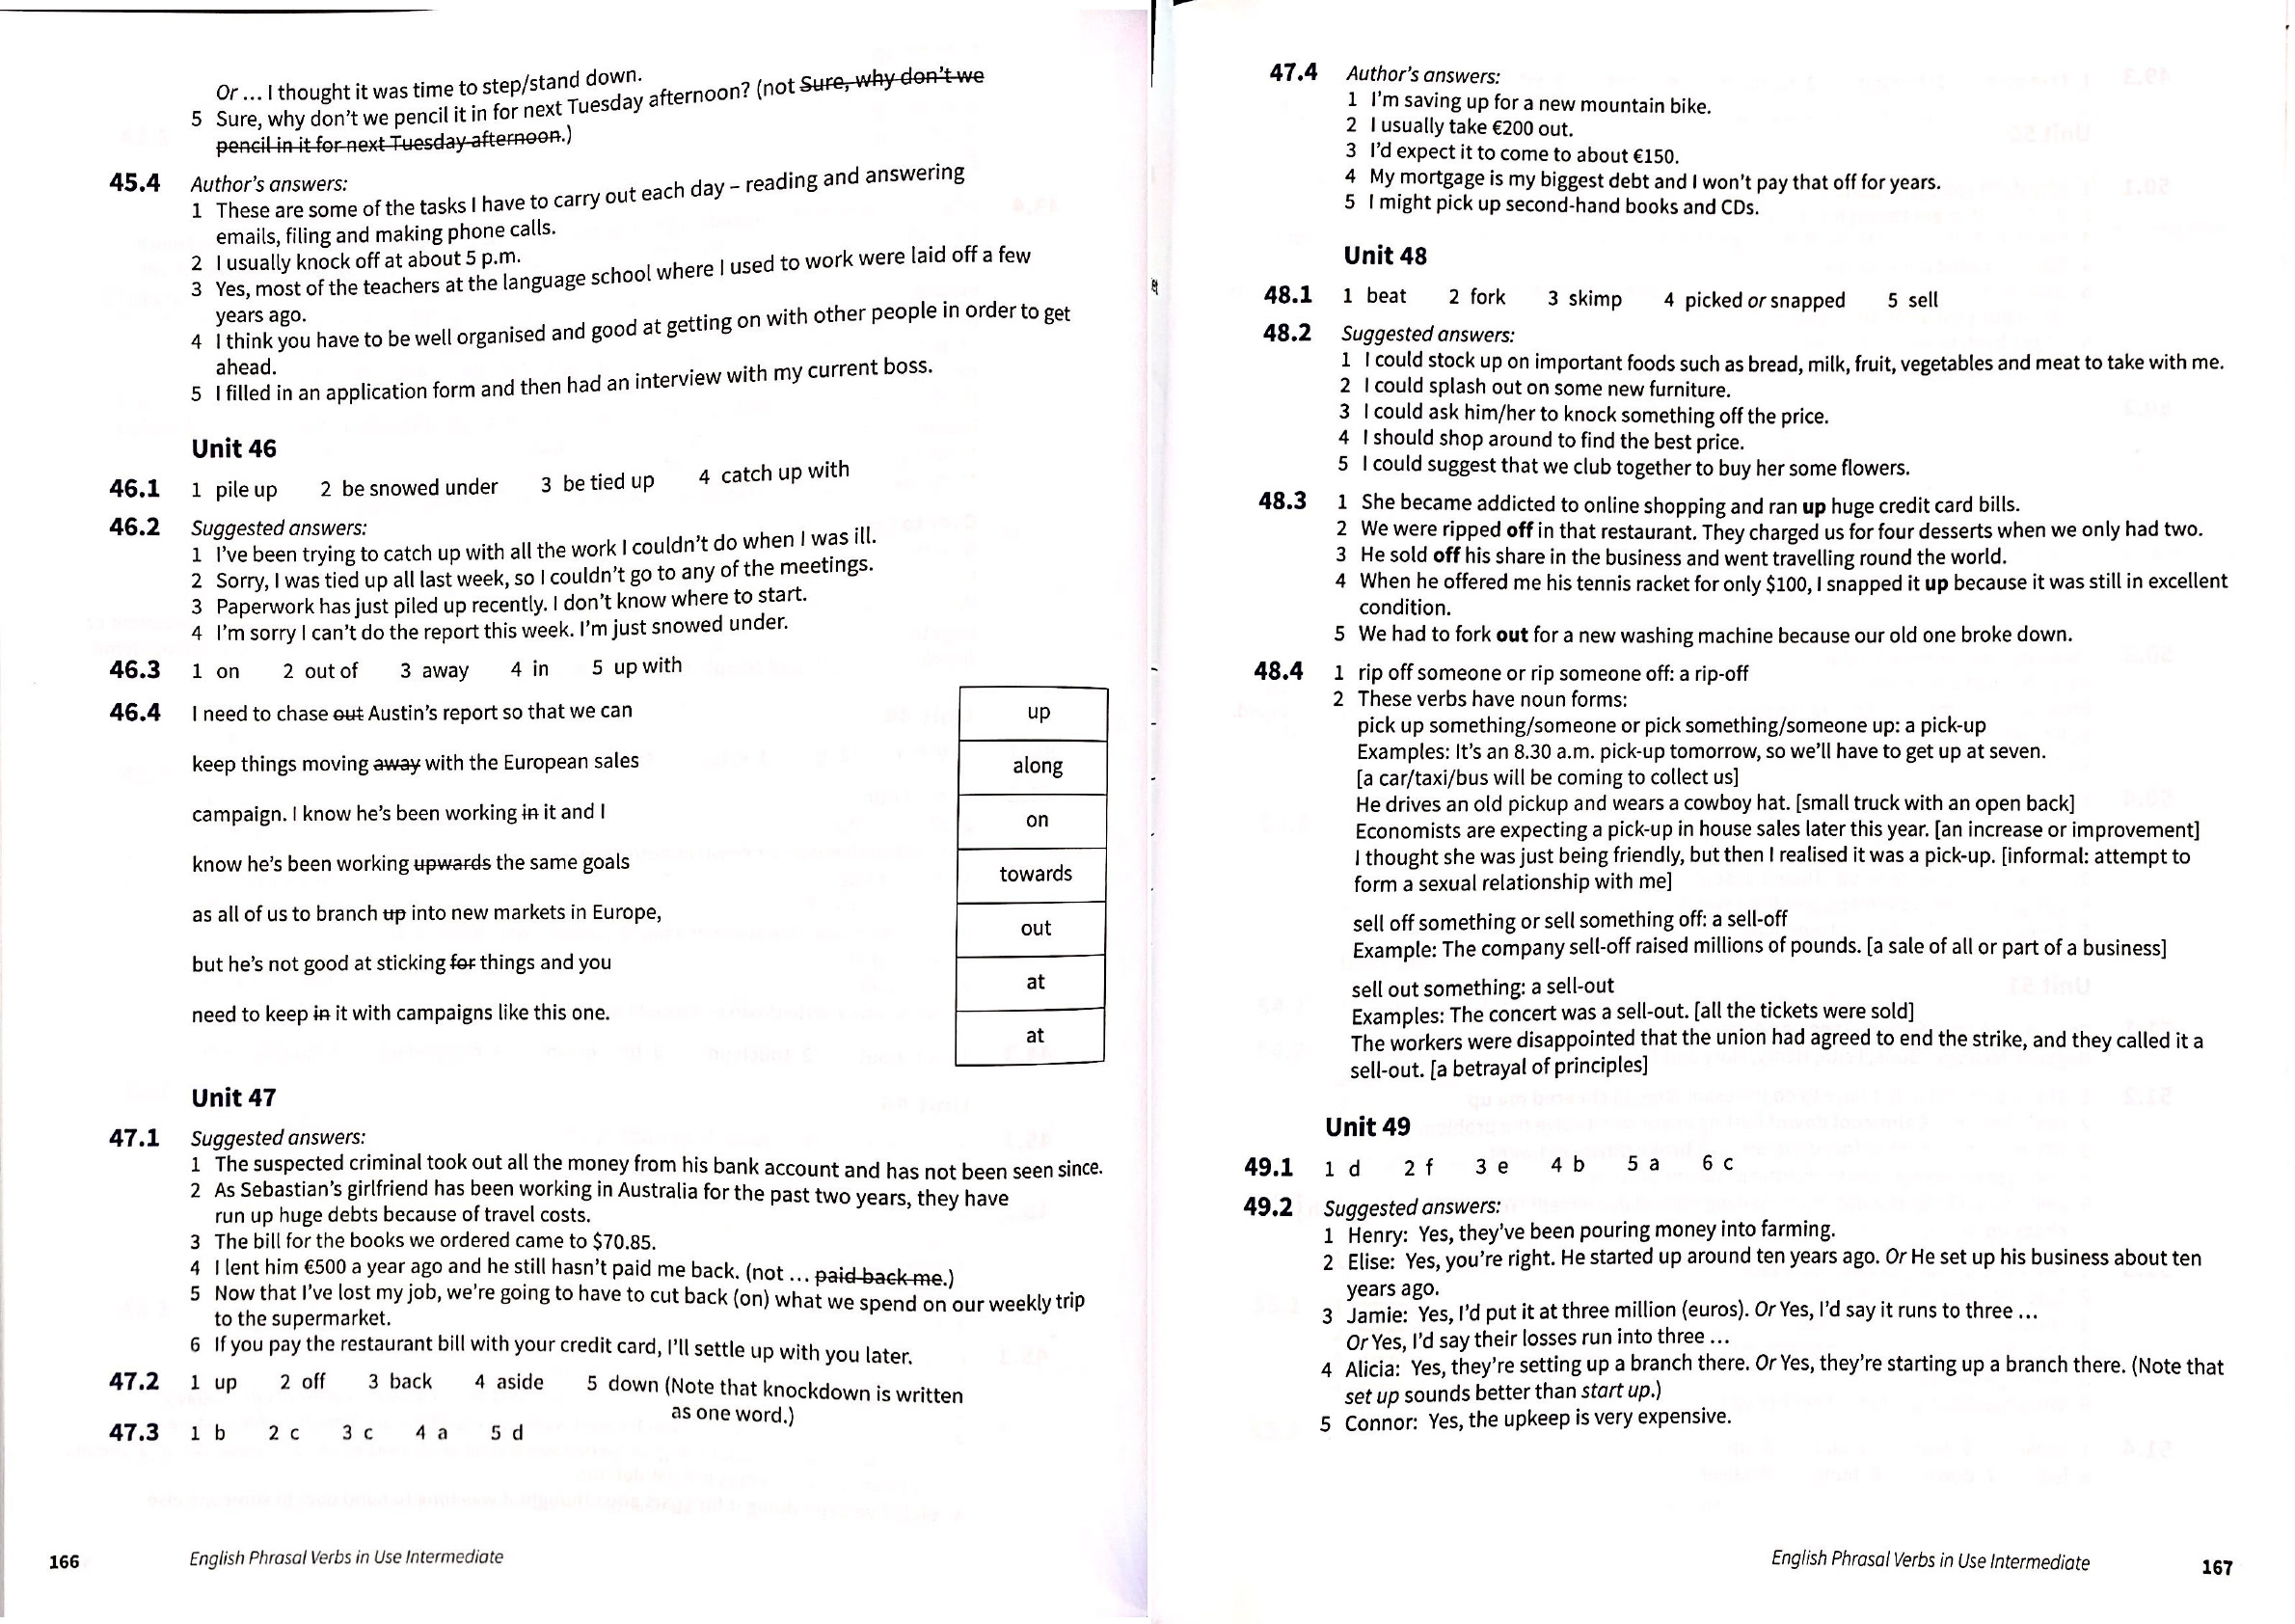 Or ... I thought it was time to step/stand down.
5 Sure, why don't we pencil it in for next Tuesday afternoon? (not Sure, why don't we
pencil in it for next Tuesday afternoon.)
45.4 Author's answers:
1 These are some of the tasks I have to carry out each day – reading and answering
emails, filing and making phone calls.
2 I usually knock off at about 5 p.m.
3 Yes, most of the teachers at the language school where I used to work were laid off a few
years ago.
4 I think you have to be well organised and good at getting on with other people in order to get
ahead.
5 I filled in an application form and then had an interview with my current boss.
Unit 46
46.1 1 pile up 2 be snowed under 3 be tied up 4 catch up with
46.2 Suggested answers:
1 I've been trying to catch up with all the work I couldn't do when I was ill.
2 Sorry, I was tied up all last week, so I couldn't go to any of the meetings.
3 Paperwork has just piled up recently. I don't know where to start.
4 I'm sorry I can't do the report this week. I'm just snowed under.
46.3 1 on 2 out of 3 away 4 in 5 up with
46.4 I need to chase out Austin's report so that we can up
keep things moving away with the European sales along
campaign. I know he's been working in it and I on
know he's been working upwards the same goals towards
as all of us to branch up into new markets in Europe, out
but he's not good at sticking for things and you at
need to keep in it with campaigns like this one. at
Unit 47
47.1 Suggested answers:
1 The suspected criminal took out all the money from his bank account and has not been seen since.
2 As Sebastian's girlfriend has been working in Australia for the past two years, they have
run up huge debts because of travel costs.
3 The bill for the books we ordered came to $70.85.
4 I lent him €500 a year ago and he still hasn't paid me back. (not ... paid back me.)
5 Now that I've lost my job, we're going to have to cut back (on) what we spend on our weekly trip
to the supermarket.
6 If you pay the restaurant bill with your credit card, I'll settle up with you later.
47.2 1 up 2 off 3 back 4 aside 5 down (Note that knockdown is written
as one word.)
47.3 1 b 2 c 3 c 4 a 5 d
166 English Phrasal Verbs in Use Intermediate
47.4 Author's answers:
1 I'm saving up for a new mountain bike.
2 I usually take €200 out.
3 I'd expect it to come to about €150.
4 My mortgage is my biggest debt and I won't pay that off for years.
5 I might pick up second-hand books and CDs.
Unit 48
48.1 1 beat 2 fork 3 skimp 4 picked or snapped 5 sell
48.2 Suggested answers:
1 I could stock up on important foods such as bread, milk, fruit, vegetables and meat to take with me.
2 I could splash out on some new furniture.
3 I could ask him/her to knock something off the price.
4 I should shop around to find the best price.
5 I could suggest that we club together to buy her some flowers.
48.3 1 She became addicted to online shopping and ran up huge credit card bills.
2 We were ripped off in that restaurant. They charged us for four desserts when we only had two.
3 He sold off his share in the business and went travelling round the world.
4 When he offered me his tennis racket for only $100, I snapped it up because it was still in excellent
condition.
5 We had to fork out for a new washing machine because our old one broke down.
48.4 1 rip off someone or rip someone off: a rip-off
2 These verbs have noun forms:
pick up something/someone or pick something/someone up: a pick-up
Examples: It's an 8.30 a.m. pick-up tomorrow, so we'll have to get up at seven.
[a car/taxi/bus will be coming to collect us]
He drives an old pickup and wears a cowboy hat. [small truck with an open back]
Economists are expecting a pick-up in house sales later this year. [an increase or improvement]
I thought she was just being friendly, but then I realised it was a pick-up. [informal: attempt to
form a sexual relationship with me]
sell off something or sell something off: a sell-off
Example: The company sell-off raised millions of pounds. [a sale of all or part of a business]
sell out something: a sell-out
Examples: The concert was a sell-out. [all the tickets were sold]
The workers were disappointed that the union had agreed to end the strike, and they called it a
sell-out. [a betrayal of principles]
Unit 49
49.1 1 d 2 f 3 e 4 b 5 a 6 c
49.2 Suggested answers:
1 Henry: Yes, they've been pouring money into farming.
2 Elise: Yes, you're right. He started up around ten years ago. Or He set up his business about ten
years ago.
3 Jamie: Yes, I'd put it at three million (euros). Or Yes, I'd say it runs to three ...
Or Yes, I'd say their losses run into three ...
4 Alicia: Yes, they're setting up a branch there. Or Yes, they're starting up a branch there. (Note that
set up sounds better than start up.)
5 Connor: Yes, the upkeep is very expensive.
English Phrasal Verbs in Use Intermediate 167